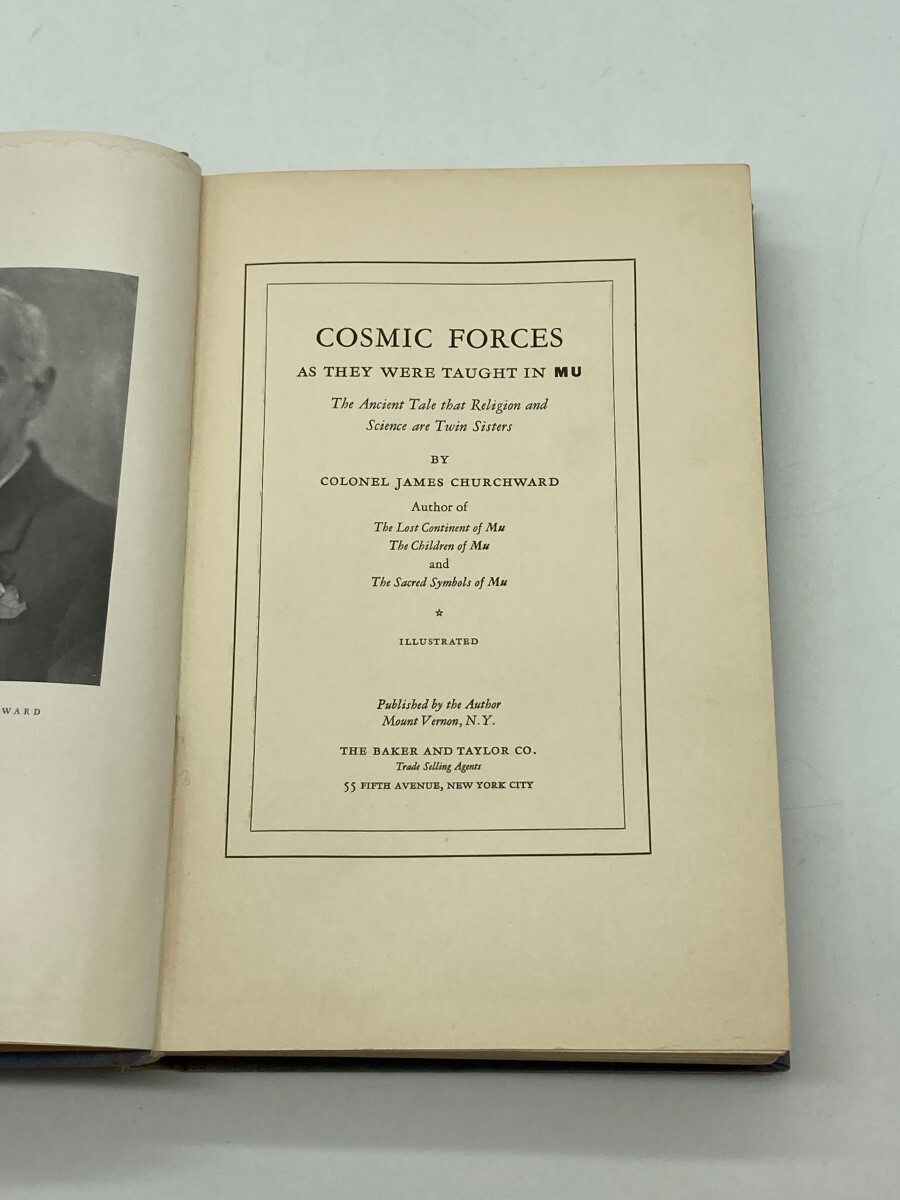 WARD
COSMIC FORCES
AS THEY WERE TAUGHT IN MU
The Ancient Tale that Religion and
Science are Twin Sisters
BY
COLONEL JAMES CHURCHWARD
Author of
The Lost Continent of Mu
The Children of Mu
and
The Sacred Symbols of Mu
ILLUSTRATED
Published by the Author
Mount Vernon, N.Y.
THE BAKER AND TAYLOR CO.
Trade Selling Agents
55 FIFTH AVENUE, NEW YORK CITY